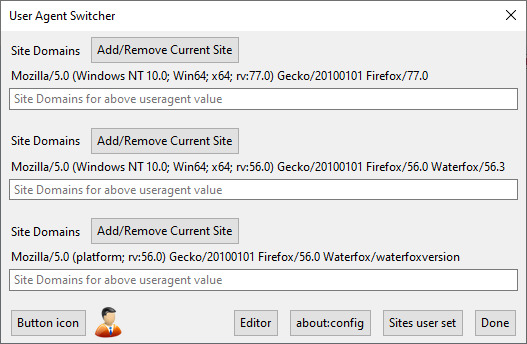 User Agent Switcher
Site Domains Add/Remove Current Site
Mozilla/5.0 (Windows NT 10.0; Win64; x64; rv:77.0) Gecko/20100101 Firefox/77.0
Site Domains for above useragent value
Site Domains Add/Remove Current Site
Mozilla/5.0 (Windows NT 10.0; Win64; x64; rv:56.0) Gecko/20100101 Firefox/56.0 Waterfox/56.3
Site Domains for above useragent value
Site Domains Add/Remove Current Site
Mozilla/5.0 (platform; rv:56.0) Gecko/20100101 Firefox/56.0 Waterfox/waterfoxversion
Site Domains for above useragent value
Button icon Editor about:config Sites user set Done